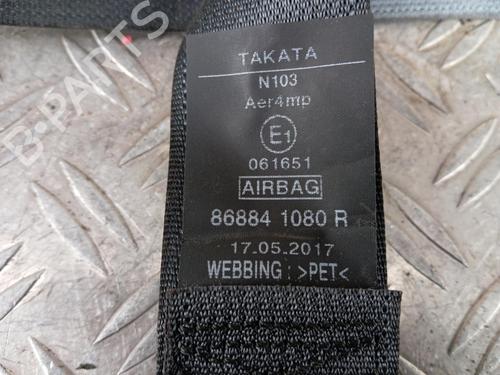 TAKATA
N103
Aer4mp
E1
061651
AIRBAG
86884 1080 R
17.05.2017
WEBBING : >PET<
B-PARTS